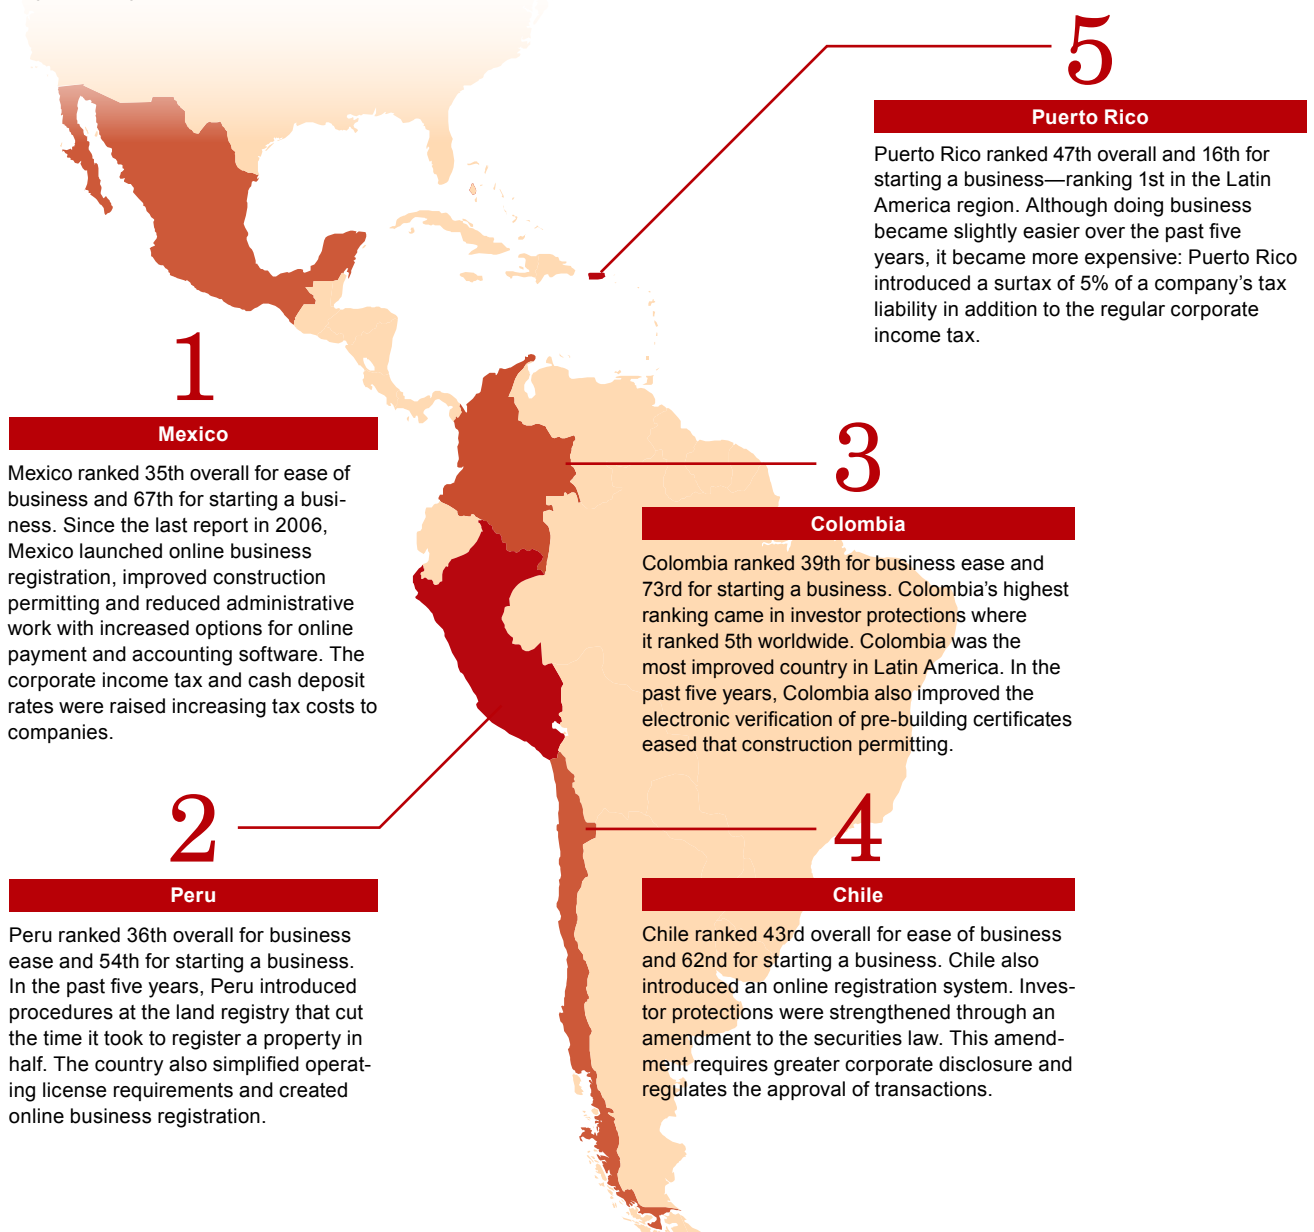 5
Puerto Rico
Puerto Rico ranked 47th overall and 16th for
starting a business—ranking 1st in the Latin
America region. Although doing business
became slightly easier over the past five
years, it became more expensive: Puerto Rico
introduced a surtax of 5% of a company's tax
liability in addition to the regular corporate
income tax.
1
Mexico
Mexico ranked 35th overall for ease of
business and 67th for starting a busi-
ness. Since the last report in 2006,
Mexico launched online business
registration, improved construction
permitting and reduced administrative
work with increased options for online
payment and accounting software. The
corporate income tax and cash deposit
rates were raised increasing tax costs to
companies.
3
Colombia
Colombia ranked 39th for business ease and
73rd for starting a business. Colombia's highest
ranking came in investor protections where
it ranked 5th worldwide. Colombia was the
most improved country in Latin America. In the
past five years, Colombia also improved the
electronic verification of pre-building certificates
eased that construction permitting.
2
Peru
Peru ranked 36th overall for business
ease and 54th for starting a business.
In the past five years, Peru introduced
procedures at the land registry that cut
the time it took to register a property in
half. The country also simplified operat-
ing license requirements and created
online business registration.
4
Chile
Chile ranked 43rd overall for ease of business
and 62nd for starting a business. Chile also
introduced an online registration system. Inves-
tor protections were strengthened through an
amendment to the securities law. This amend-
ment requires greater corporate disclosure and
regulates the approval of transactions.